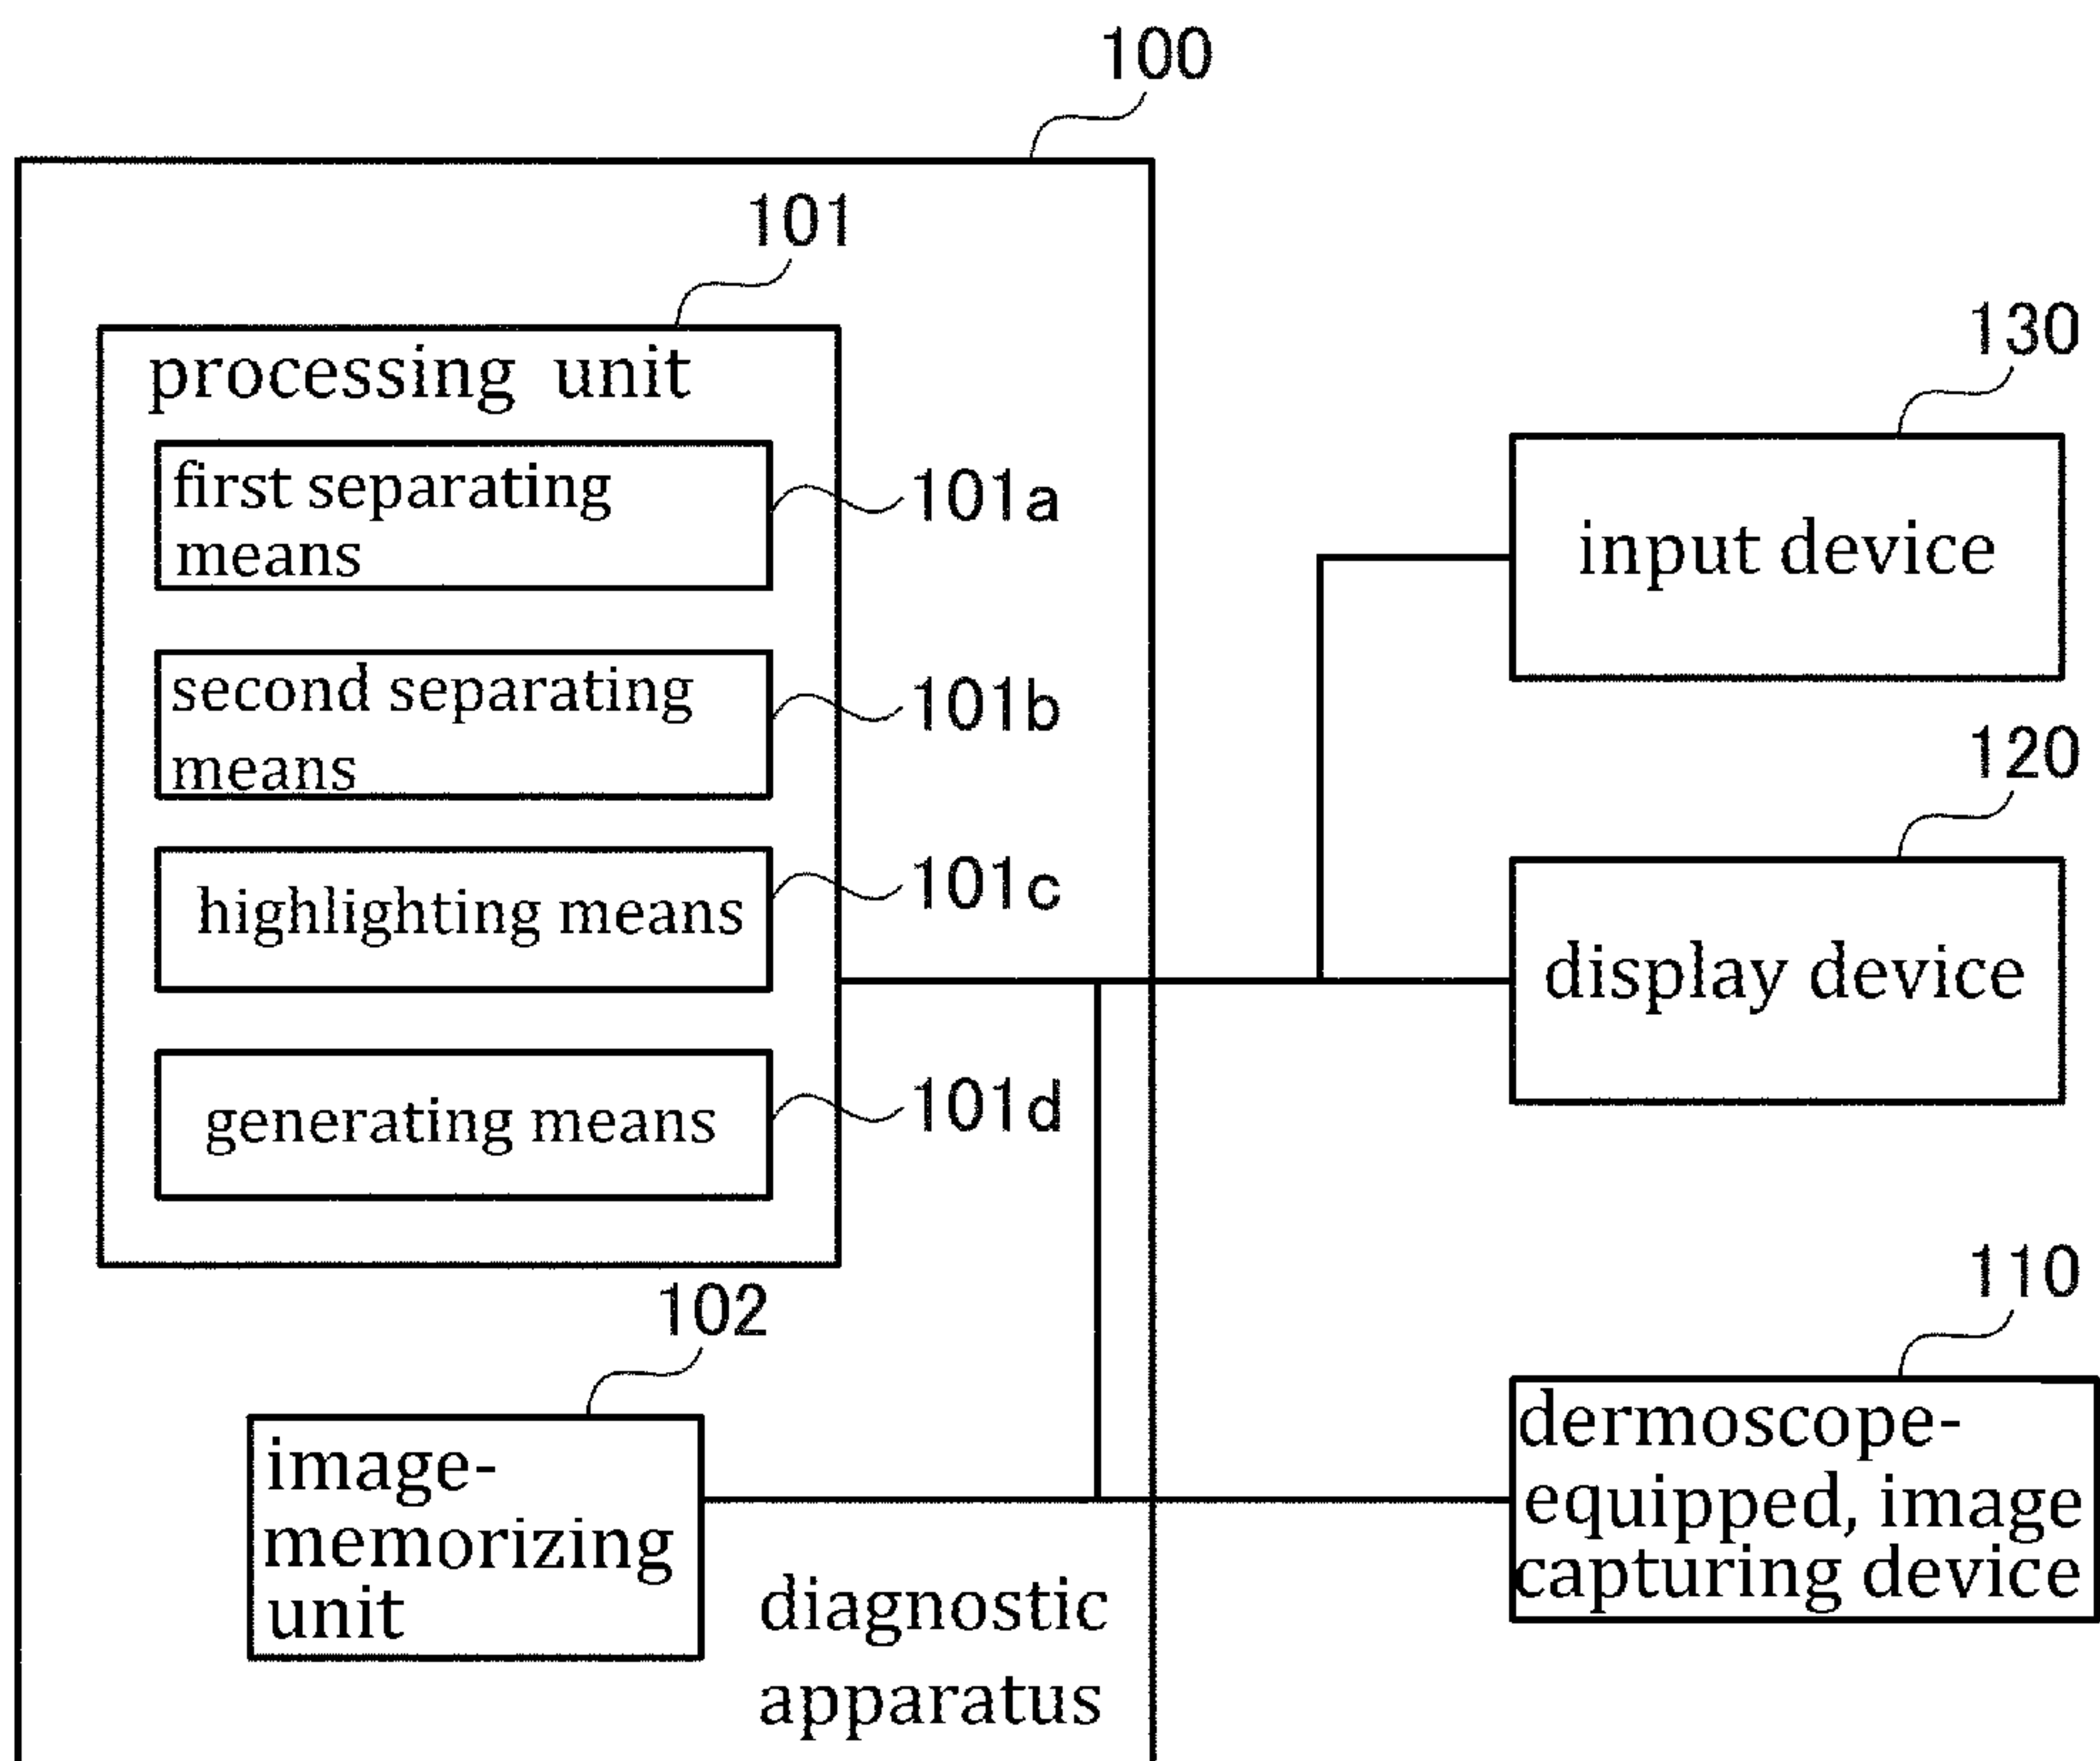 100
101
processing unit
first separating
means
101a
second separating
means
101b
highlighting means
101c
generating means
101d
102
image-
memorizing
unit
diagnostic
apparatus
130
input device
120
display device
110
dermoscope-
equipped, image
capturing device